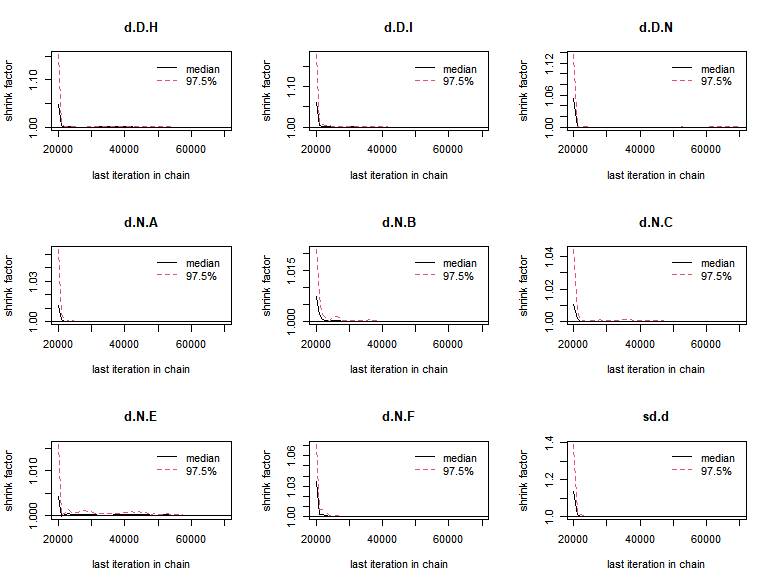 d.D.H
shrink factor
1.00 1.10
median
97.5%
20000 40000 60000
last iteration in chain
d.D.I
shrink factor
1.00 1.10
median
97.5%
20000 40000 60000
last iteration in chain
d.D.N
shrink factor
1.00 1.06 1.12
median
97.5%
20000 40000 60000
last iteration in chain
d.N.A
shrink factor
1.00 1.03
median
97.5%
20000 40000 60000
last iteration in chain
d.N.B
shrink factor
1.000 1.015
median
97.5%
20000 40000 60000
last iteration in chain
d.N.C
shrink factor
1.00 1.02 1.04
median
97.5%
20000 40000 60000
last iteration in chain
d.N.E
shrink factor
1.000 1.010
median
97.5%
20000 40000 60000
last iteration in chain
d.N.F
shrink factor
1.00 1.03 1.06
median
97.5%
20000 40000 60000
last iteration in chain
sd.d
shrink factor
1.0 1.2 1.4
median
97.5%
20000 40000 60000
last iteration in chain